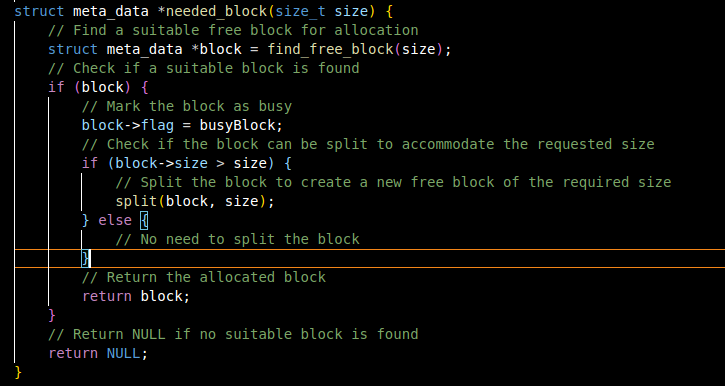 struct meta_data *needed_block(size_t size) {
    // Find a suitable free block for allocation
    struct meta_data *block = find_free_block(size);
    // Check if a suitable block is found
    if (block) {
        // Mark the block as busy
        block->flag = busyBlock;
        // Check if the block can be split to accommodate the requested size
        if (block->size > size) {
            // Split the block to create a new free block of the required size
            split(block, size);
        } else {
            // No need to split the block
        }
        // Return the allocated block
        return block;
    }
    // Return NULL if no suitable block is found
    return NULL;
}